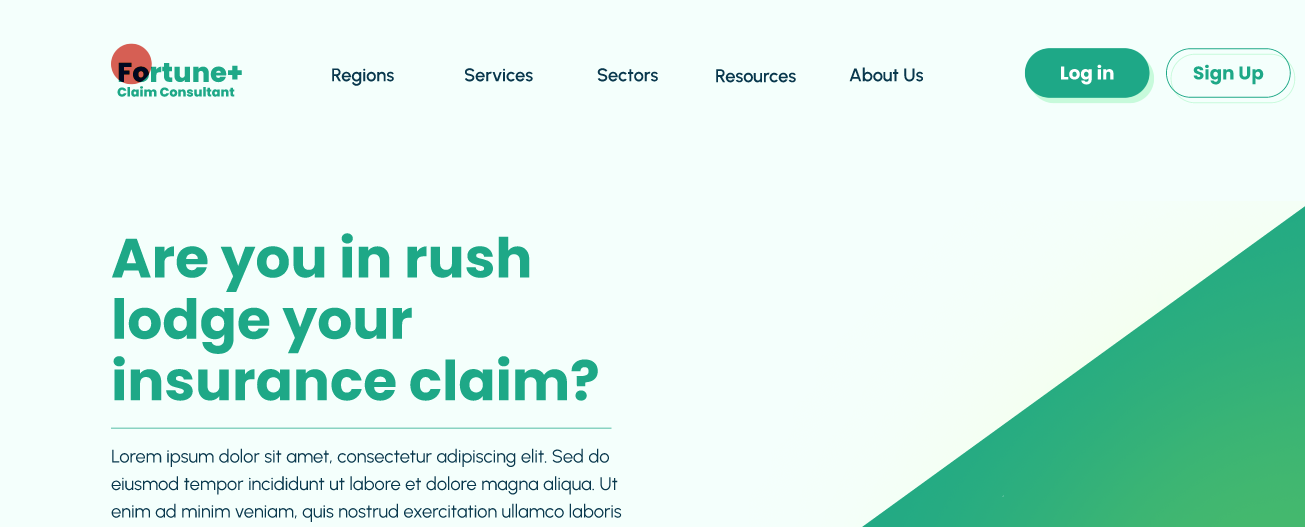 Fortune+
Claim Consultant
Regions
Services
Sectors
Resources
About Us
Log in
Sign Up
Are you in rush
lodge your
insurance claim?
Lorem ipsum dolor sit amet, consectetur adipiscing elit. Sed do
eiusmod tempor incididunt ut labore et dolore magna aliqua. Ut
enim ad minim veniam, quis nostrud exercitation ullamco laboris